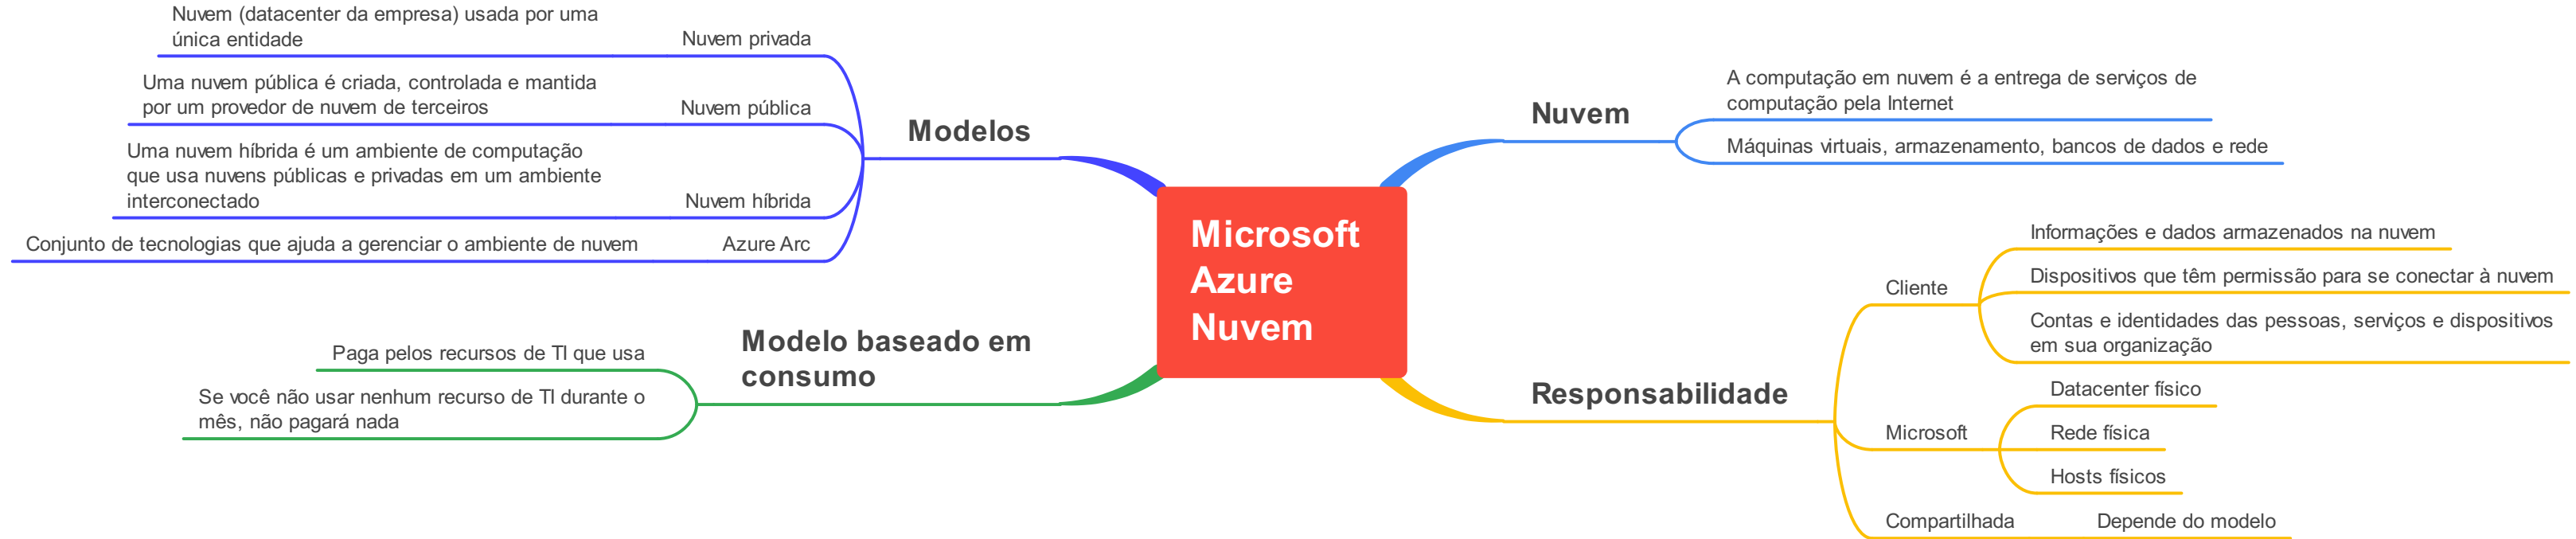 Microsoft
Azure
Nuvem
Nuvem
A computação em nuvem é a entrega de serviços de
computação pela Internet
Máquinas virtuais, armazenamento, bancos de dados e rede
Responsabilidade
Cliente
Informações e dados armazenados na nuvem
Dispositivos que têm permissão para se conectar à nuvem
Contas e identidades das pessoas, serviços e dispositivos
em sua organização
Microsoft
Datacenter físico
Rede física
Hosts físicos
Compartilhada
Depende do modelo
Modelos
Nuvem privada
Nuvem (datacenter da empresa) usada por uma
única entidade
Nuvem pública
Uma nuvem pública é criada, controlada e mantida
por um provedor de nuvem de terceiros
Nuvem híbrida
Uma nuvem híbrida é um ambiente de computação
que usa nuvens públicas e privadas em um ambiente
interconectado
Azure Arc
Conjunto de tecnologias que ajuda a gerenciar o ambiente de nuvem
Modelo baseado em
consumo
Paga pelos recursos de TI que usa
Se você não usar nenhum recurso de TI durante o
mês, não pagará nada